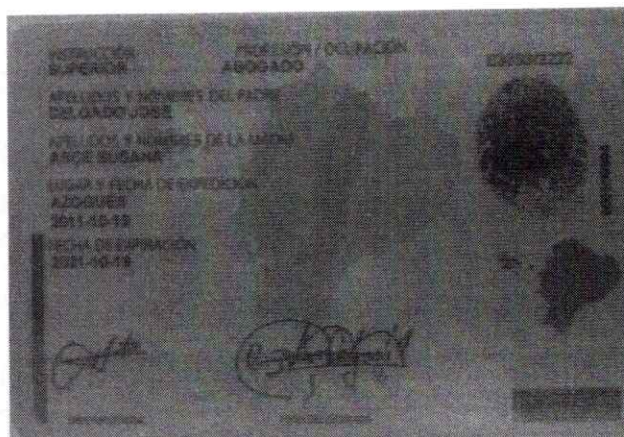 INSTRUCCIÓN
SUPERIOR
PROFESIÓN / OCUPACIÓN
ABOGADO
APELLIDOS Y NOMBRES DEL PADRE
DELGADO JOSE
APELLIDOS Y NOMBRES DE LA MADRE
ARCE SUSANA
LUGAR Y FECHA DE EXPEDICIÓN
AZOGUES
2011-10-19
FECHA DE EXPIRACIÓN
2021-10-19